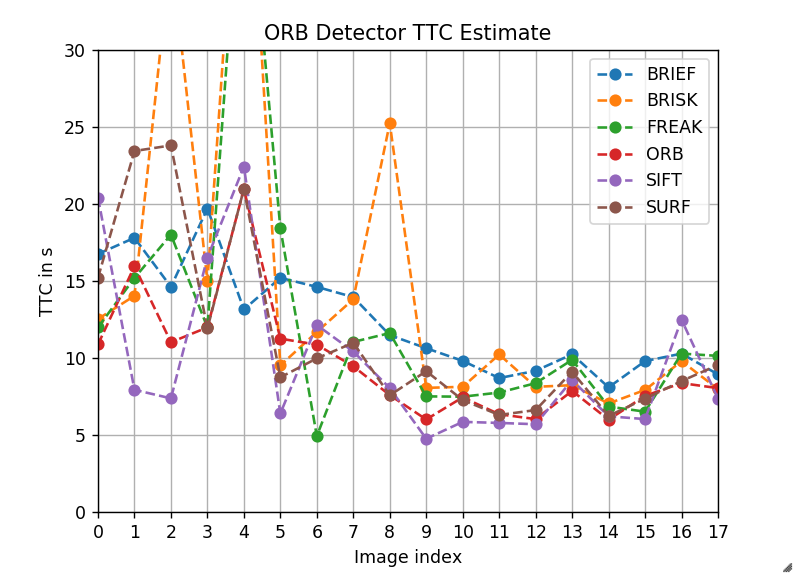 ORB Detector TTC Estimate
30
25
20
15
10
5
0
TTC in s
BRIEF
BRISK
FREAK
ORB
SIFT
SURF
0 1 2 3 4 5 6 7 8 9 10 11 12 13 14 15 16 17
Image index